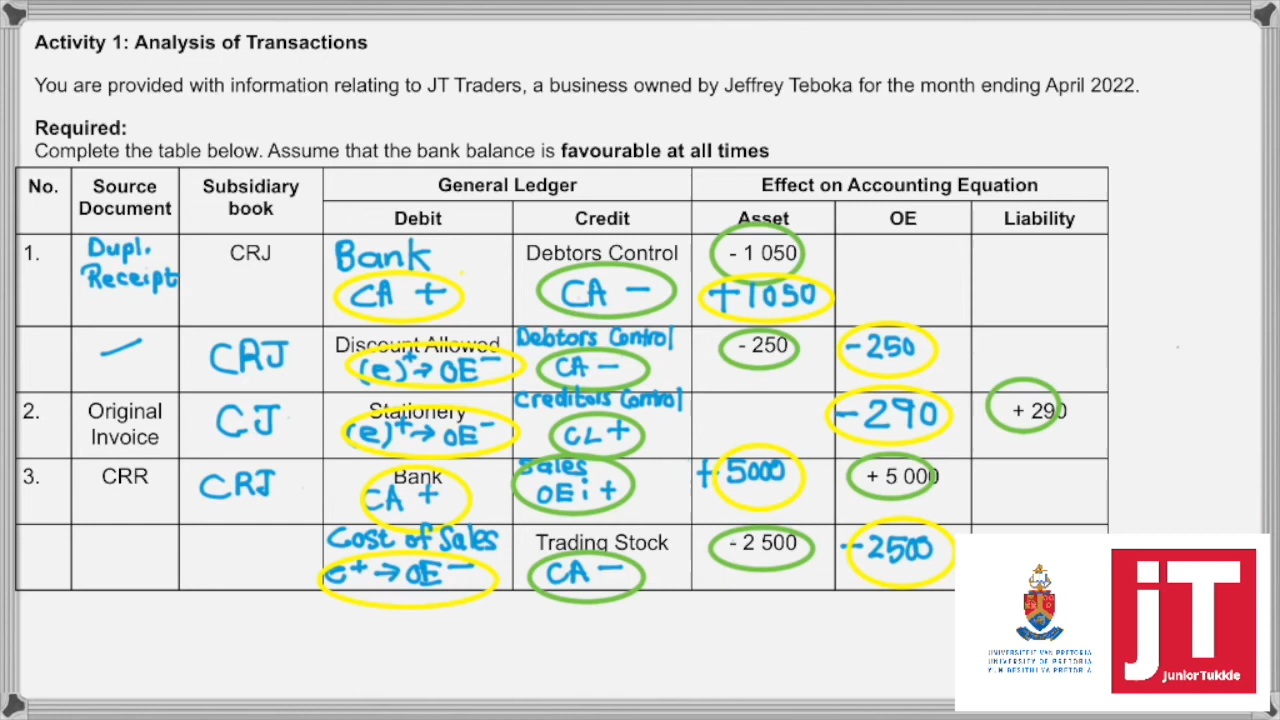 Activity 1: Analysis of Transactions
You are provided with information relating to JT Traders, a business owned by Jeffrey Teboka for the month ending April 2022.
Required:
Complete the table below. Assume that the bank balance is favourable at all times
No. Source Document Subsidiary book General Ledger Effect on Accounting Equation
Debit Credit Asset OE Liability
1. Dupl. Receipt CRJ Bank Debtors Control - 1 050
CA + CA - +1050
CRJ Discount Allowed Debtors Control - 250 -250
(e)+ → OE- CA -
2. Original Invoice CJ Stationery Creditors Control -290 + 290
(e)+ → OE- CL +
3. CRR CRJ Bank Sales +5000 + 5 000
CA + OEi +
Cost of Sales Trading Stock - 2 500 -2500
e+ → OE- CA -
UNIVERSITEIT VAN PRETORIA
UNIVERSITY OF PRETORIA
YUNIBESITHI YA PRETORIA
jT
JuniorTukkie